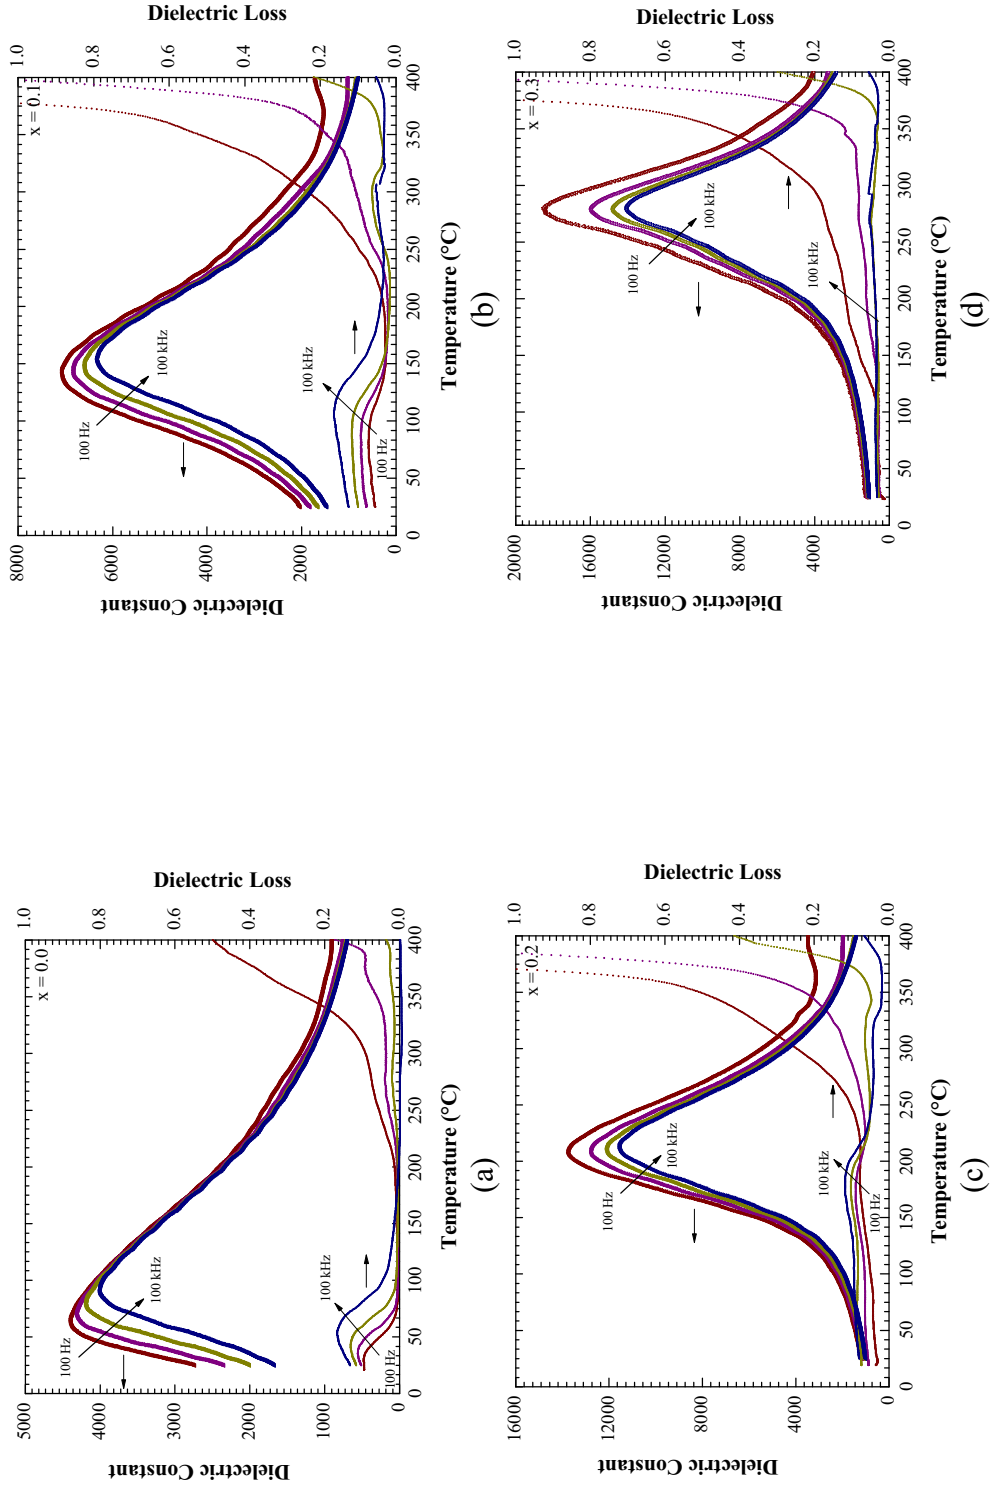 Dielectric Constant
5000
4000
3000
2000
1000
0
x = 0.0
100 Hz
100 kHz
100 kHz
100 Hz
0 50 100 150 200 250 300 350 400
Temperature (°C)
1.0
0.8
0.6
0.4
0.2
0.0
Dielectric Loss
(a)
Dielectric Constant
8000
6000
4000
2000
0
x = 0.1
100 Hz
100 kHz
100 kHz
100 Hz
0 50 100 150 200 250 300 350 400
Temperature (°C)
1.0
0.8
0.6
0.4
0.2
0.0
Dielectric Loss
(b)
Dielectric Constant
16000
12000
8000
4000
0
x = 0.2
100 Hz
100 kHz
100 kHz
100 Hz
0 50 100 150 200 250 300 350 400
Temperature (°C)
1.0
0.8
0.6
0.4
0.2
0.0
Dielectric Loss
(c)
Dielectric Constant
20000
16000
12000
8000
4000
0
x = 0.3
100 Hz
100 kHz
100 kHz
0 50 100 150 200 250 300 350 400
Temperature (°C)
1.0
0.8
0.6
0.4
0.2
0.0
Dielectric Loss
(d)